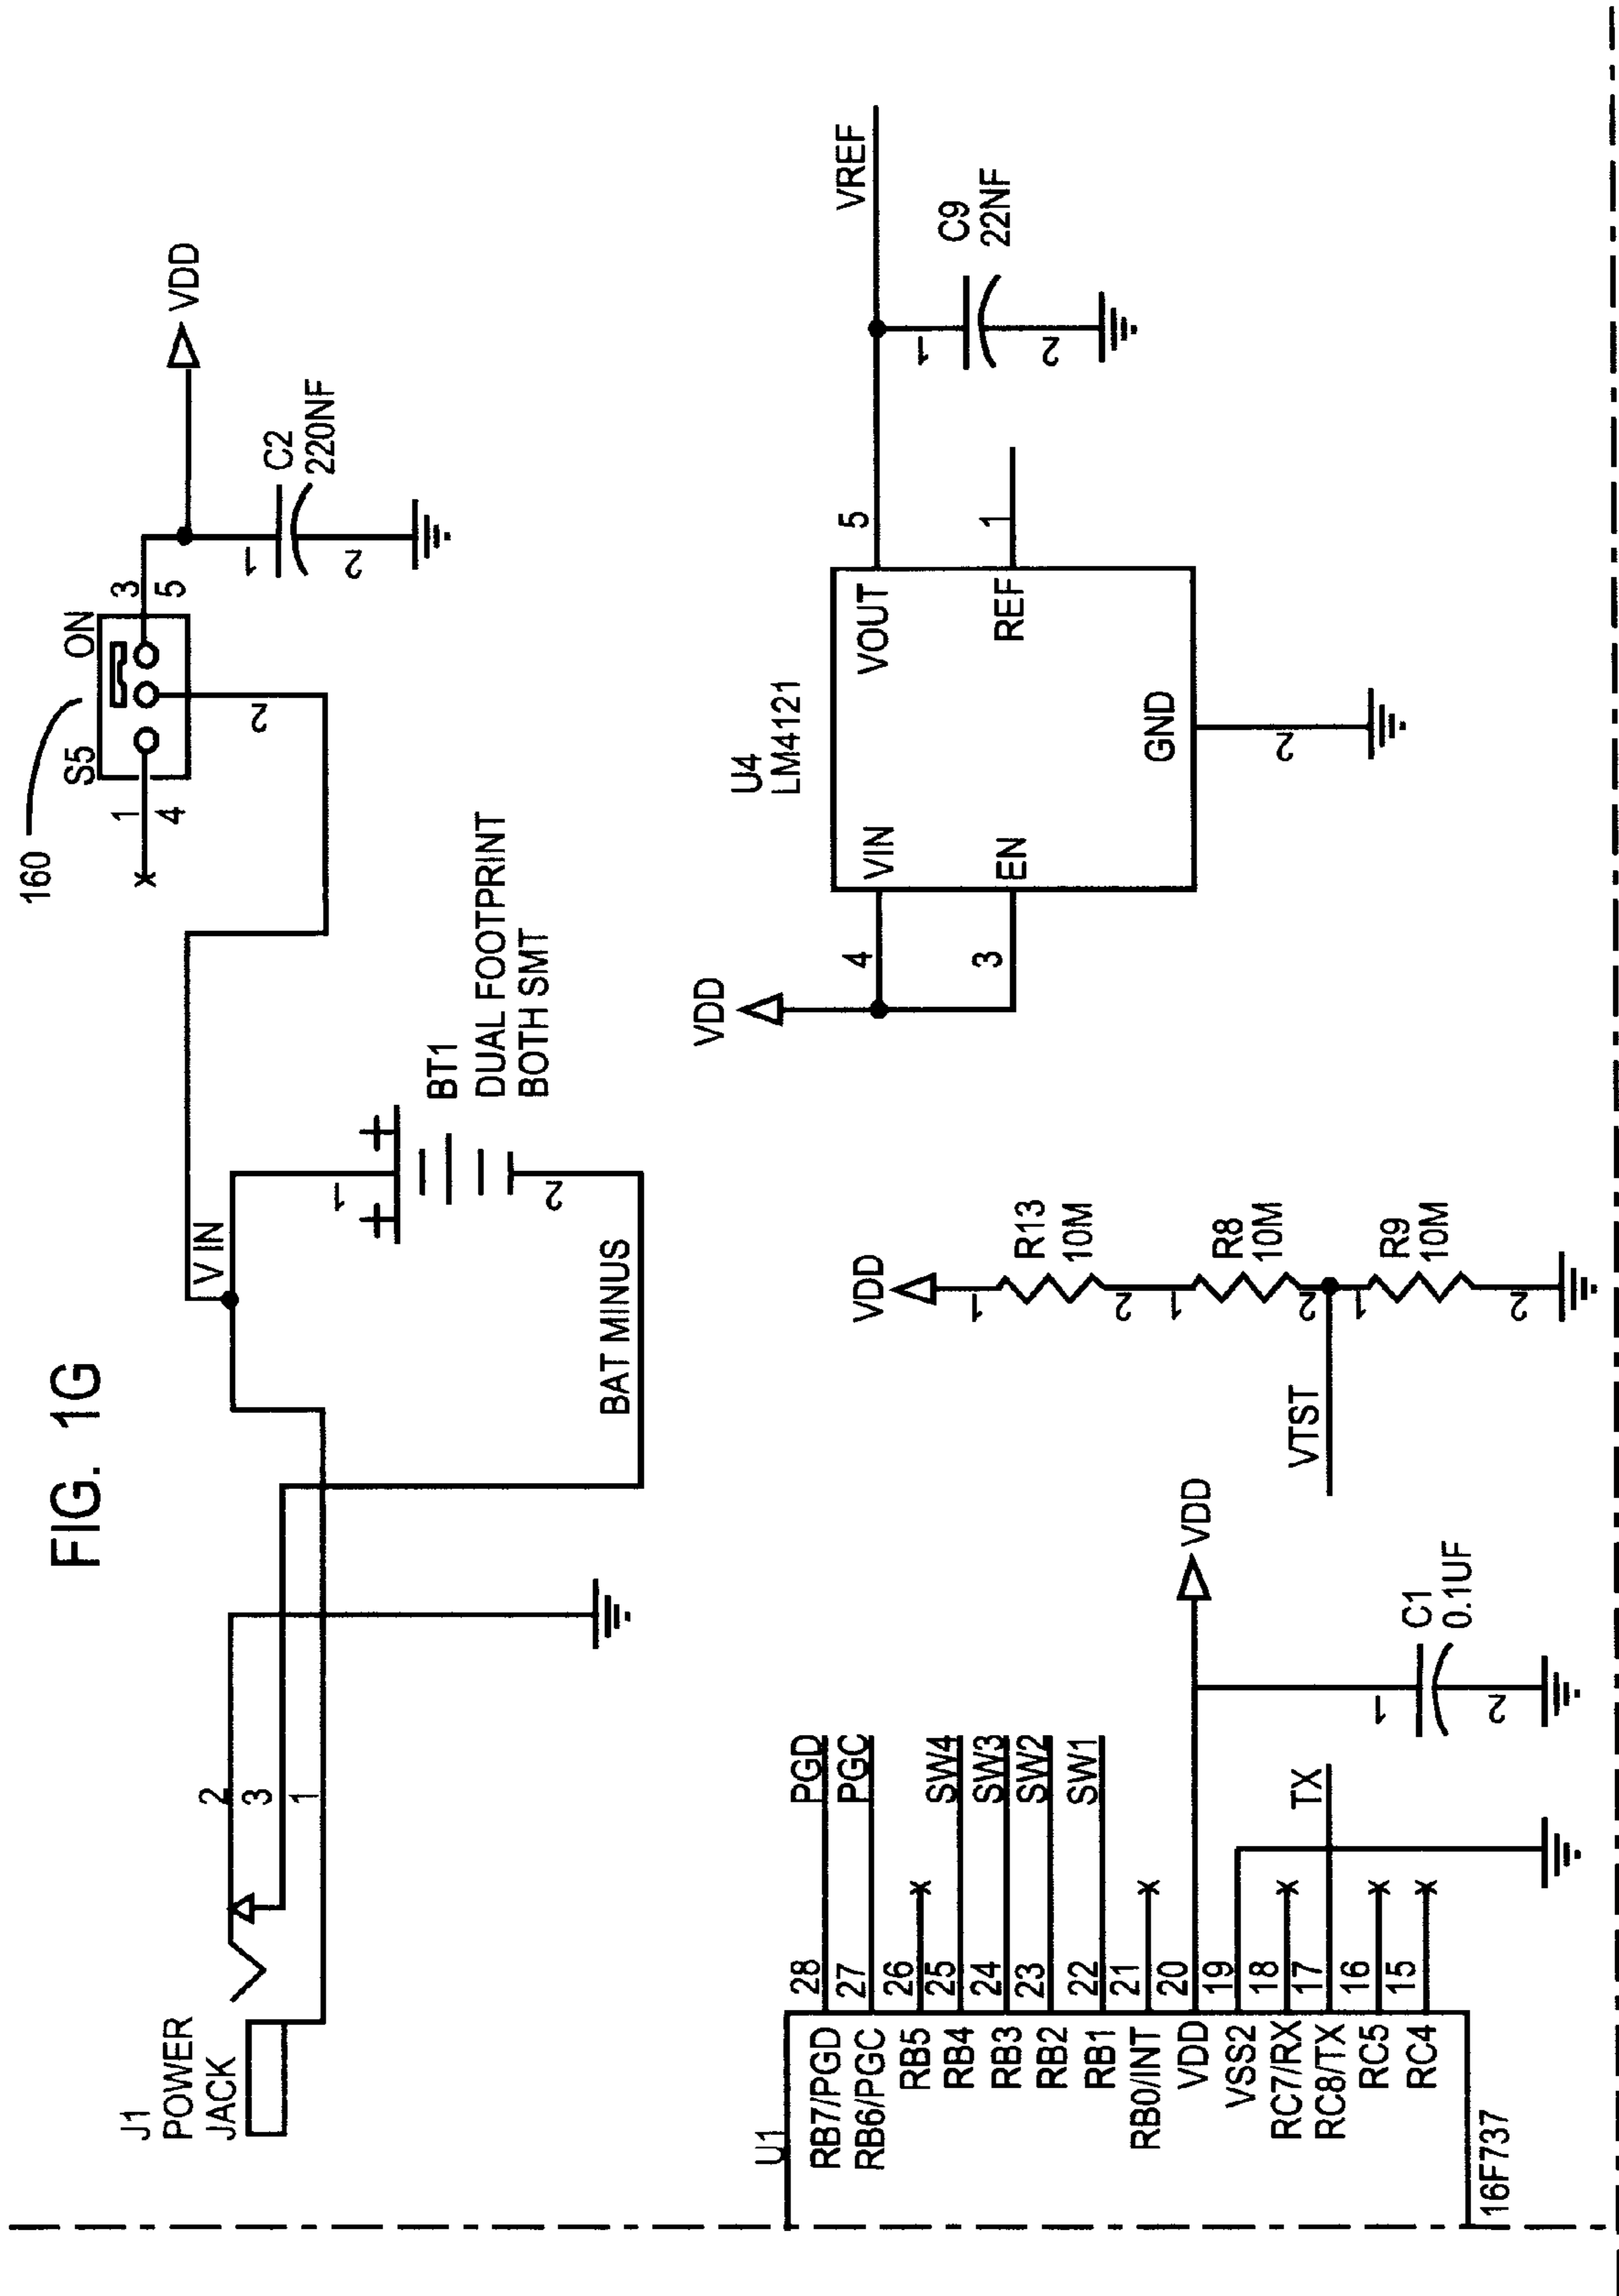 FIG. 1G
J1
POWER
JACK
2
3
1
V IN
1
2
BT1
DUAL FOOTPRINT
BOTH SMT
BAT MINUS
160
S5
ON
1
4
2
3
5
VDD
1
2
C2
220NF
U1
RB7/PGD
RB6/PGC
RB5
RB4
RB3
RB2
RB1
RB0/INT
VDD
VSS2
RC7/RX
RC8/TX
RC5
RC4
16F737
28
27
26
25
24
23
22
21
20
19
18
17
16
15
PGD
PGC
SW4
SW3
SW2
SW1
TX
VDD
1
2
C1
0.1UF
VTST
VDD
1
2
R13
10M
1
2
R8
10M
1
2
R9
10M
VDD
4
3
U4
LM4121
VIN
EN
VOUT
REF
GND
2
5
1
VREF
1
2
C9
22NF